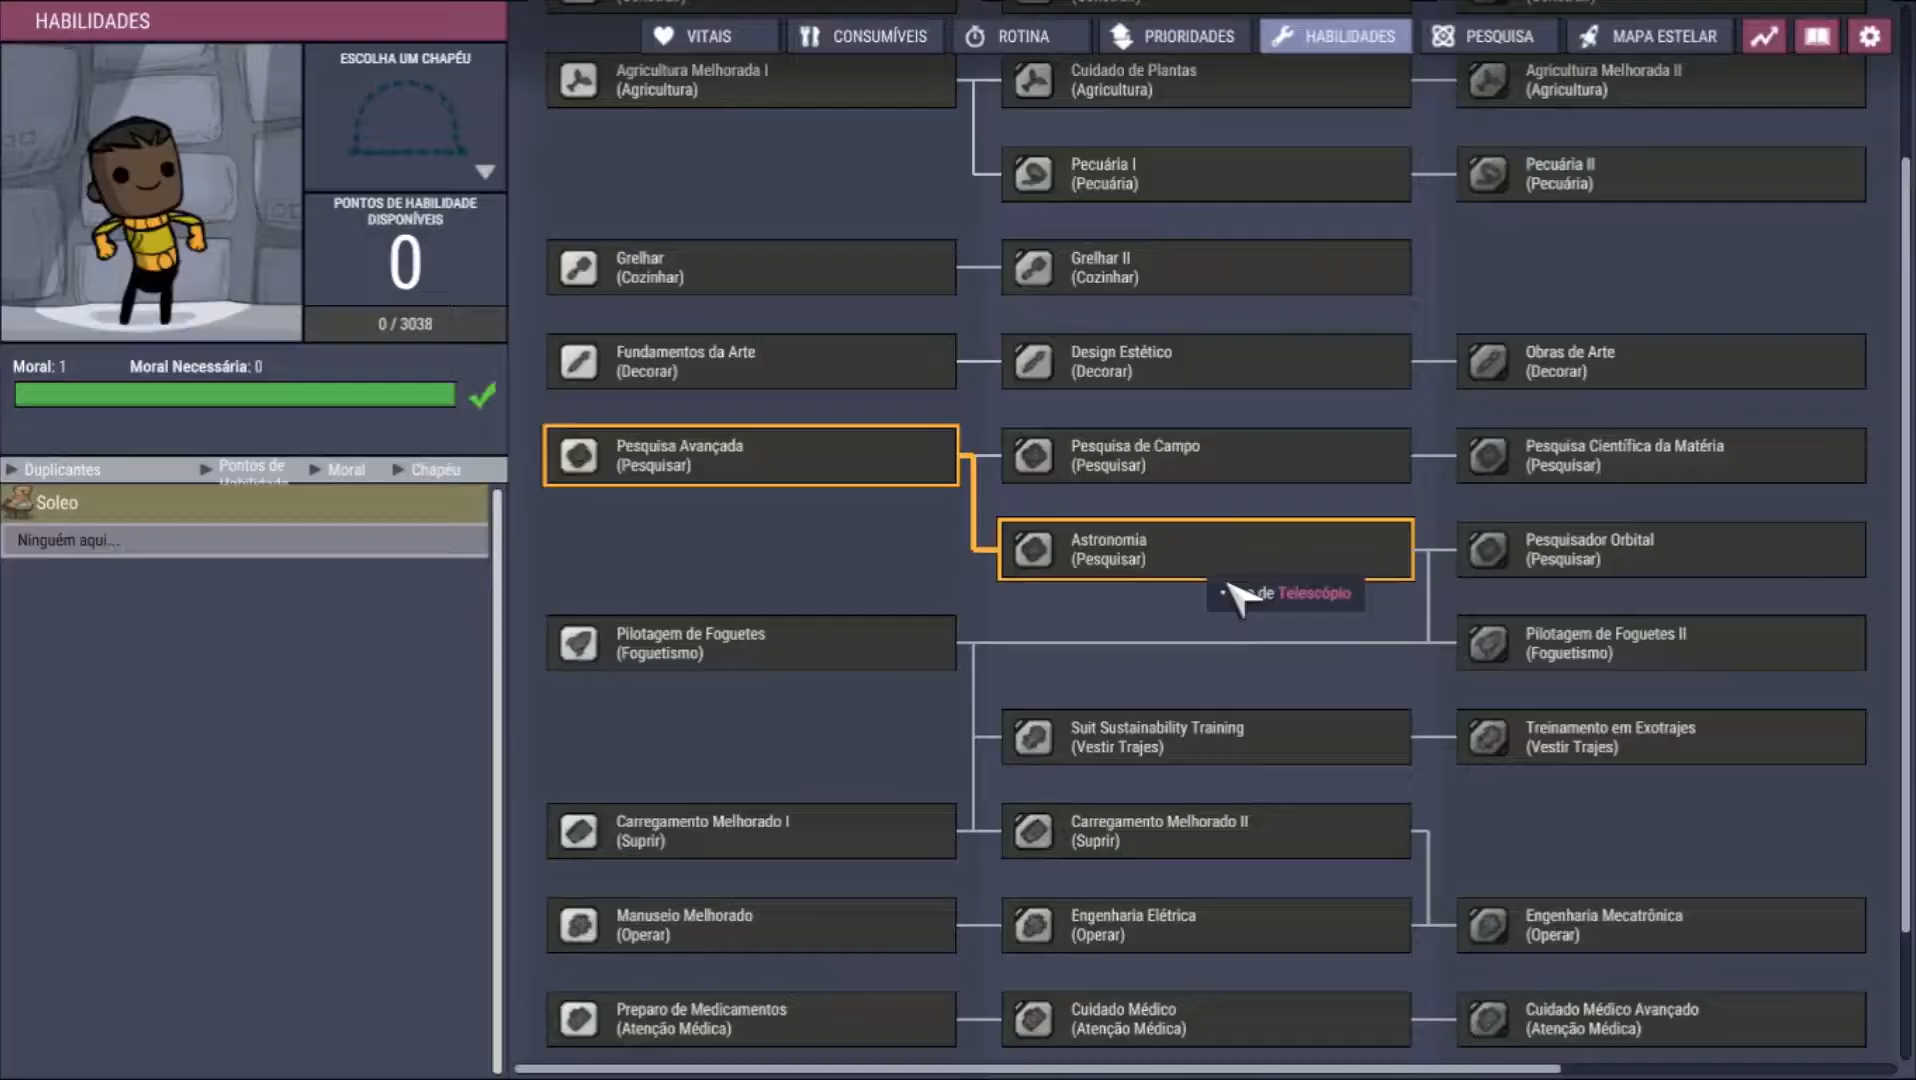 HABILIDADES
VITAIS
CONSUMÍVEIS
ROTINA
PRIORIDADES
HABILIDADES
PESQUISA
MAPA ESTELAR
ESCOLHA UM CHAPÉU
PONTOS DE HABILIDADE
DISPONÍVEIS
0
0 / 3038
Moral: 1
Moral Necessária: 0
Duplicantes
Pontos de
Habilidade
Moral
Chapéu
Soleo
Ninguém aqui...
Agricultura Melhorada I
(Agricultura)
Cuidado de Plantas
(Agricultura)
Agricultura Melhorada II
(Agricultura)
Pecuária I
(Pecuária)
Pecuária II
(Pecuária)
Grelhar
(Cozinhar)
Grelhar II
(Cozinhar)
Fundamentos da Arte
(Decorar)
Design Estético
(Decorar)
Obras de Arte
(Decorar)
Pesquisa Avançada
(Pesquisar)
Pesquisa de Campo
(Pesquisar)
Pesquisa Científica da Matéria
(Pesquisar)
Astronomia
(Pesquisar)
Pesquisador Orbital
(Pesquisar)
• de Telescópio
Pilotagem de Foguetes
(Foguetismo)
Pilotagem de Foguetes II
(Foguetismo)
Suit Sustainability Training
(Vestir Trajes)
Treinamento em Exotrajes
(Vestir Trajes)
Carregamento Melhorado I
(Suprir)
Carregamento Melhorado II
(Suprir)
Manuseio Melhorado
(Operar)
Engenharia Elétrica
(Operar)
Engenharia Mecatrônica
(Operar)
Preparo de Medicamentos
(Atenção Médica)
Cuidado Médico
(Atenção Médica)
Cuidado Médico Avançado
(Atenção Médica)